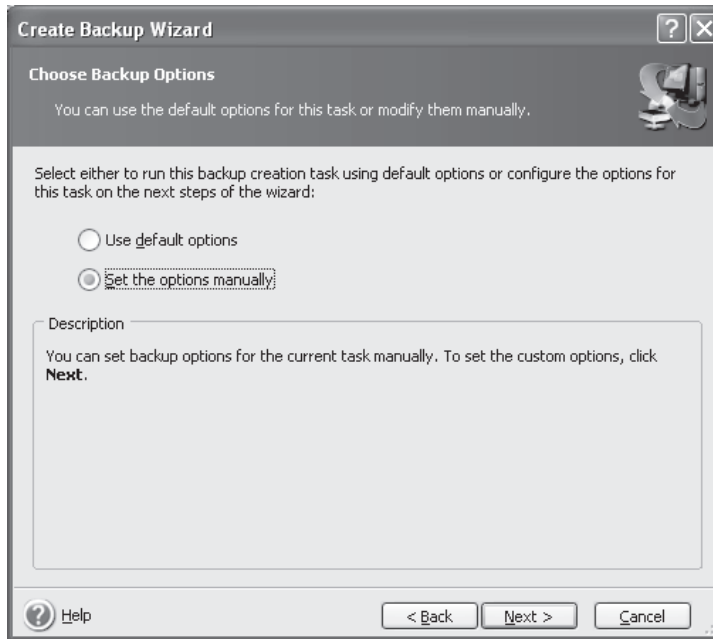 Create Backup Wizard
?
Choose Backup Options
You can use the default options for this task or modify them manually.
Select either to run this backup creation task using default options or configure the options for
this task on the next steps of the wizard:
Use default options
Set the options manually
Description
You can set backup options for the current task manually. To set the custom options, click
Next.
? Help
< Back
Next >
Cancel